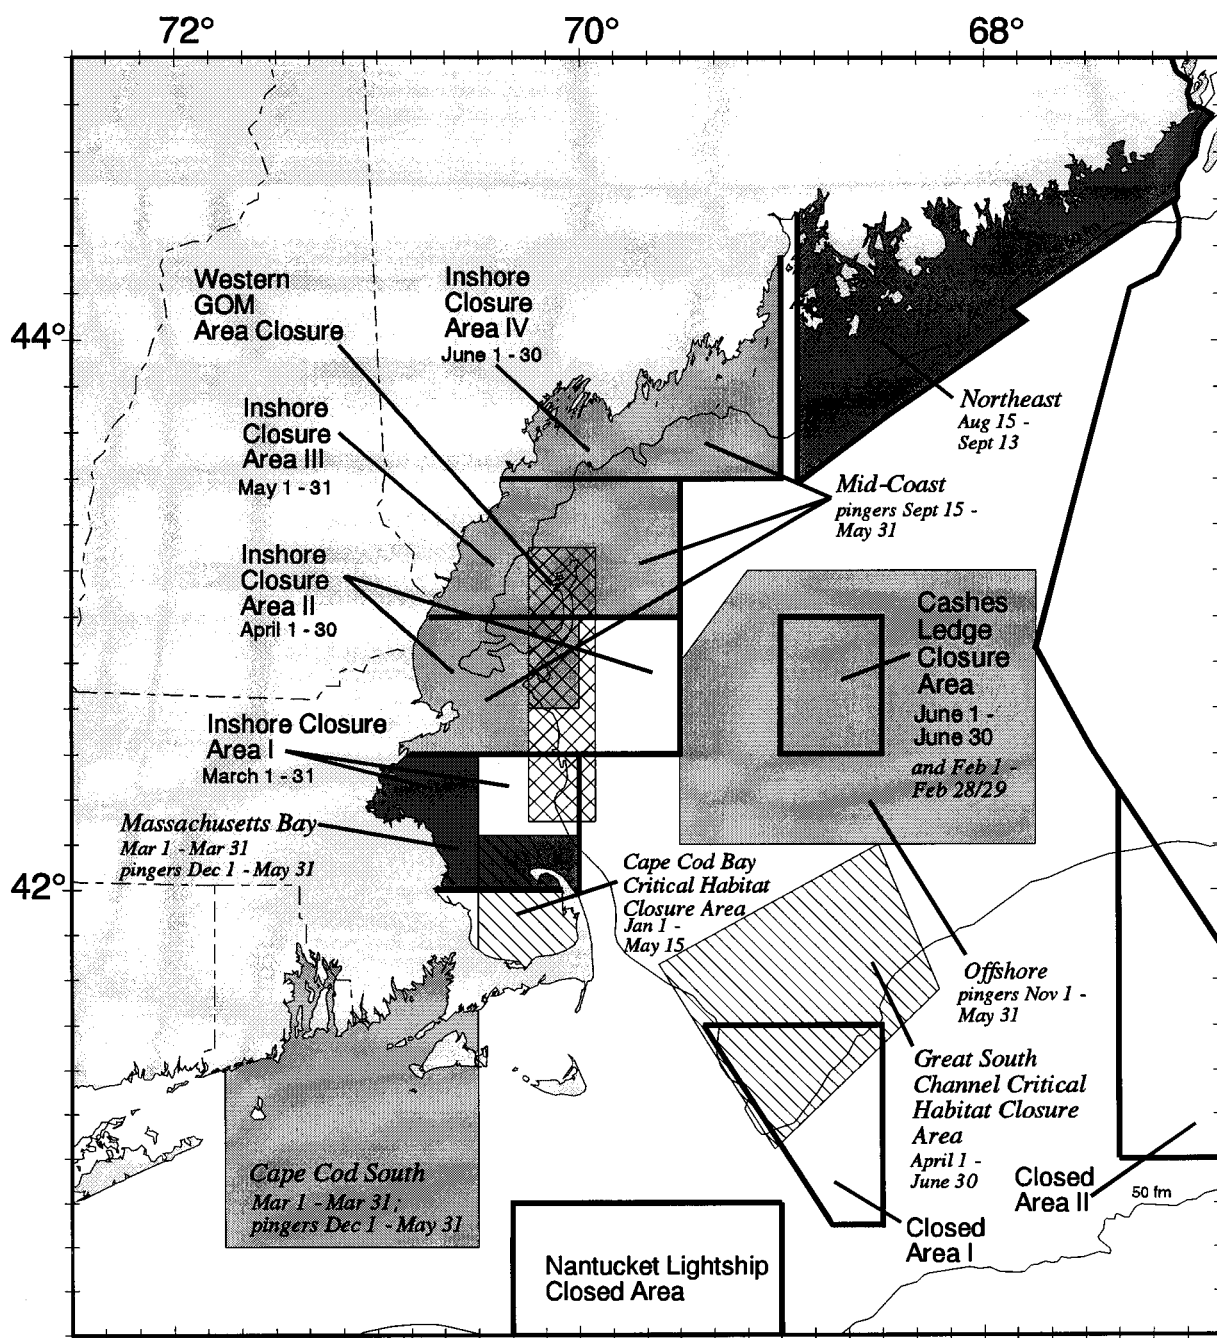 72°
70°
68°
44°
42°
Western
GOM
Area Closure
Inshore
Closure
Area IV
June 1 - 30
Inshore
Closure
Area III
May 1 - 31
Northeast
Aug 15 -
Sept 13
Mid-Coast
pingers Sept 15 -
May 31
Inshore
Closure
Area II
April 1 - 30
Cashes
Ledge
Closure
Area
June 1 -
June 30
and Feb 1 -
Feb 28/29
Inshore Closure
Area I
March 1 - 31
Massachusetts Bay
Mar 1 - Mar 31
pingers Dec 1 - May 31
Cape Cod Bay
Critical Habitat
Closure Area
Jan 1 -
May 15
Offshore
pingers Nov 1 -
May 31
Great South
Channel Critical
Habitat Closure
Area
April 1 -
June 30
Cape Cod South
Mar 1 - Mar 31;
pingers Dec 1 - May 31
Closed
Area II
50 fm
Closed
Area I
Nantucket Lightship
Closed Area